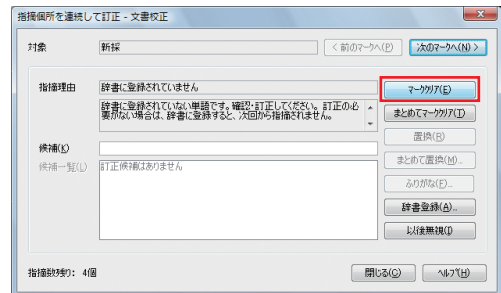 指摘個所を連続して訂正 - 文書校正
対象 新採 < 前のマークへ(P) 次のマークへ(N) >
指摘理由 辞書に登録されていません マーククリア(E)
辞書に登録されていない単語です。確認・訂正してください。訂正の必
要がない場合は、辞書に登録すると、次回から指摘されません。
まとめてマーククリア(T)
置換(R)
候補(K)
候補一覧(L) 訂正候補はありません まとめて置換(M)...
ふりがな(F)...
辞書登録(A)...
以後無視(I)
指摘数残り: 4個 閉じる(C) ヘルプ(H)